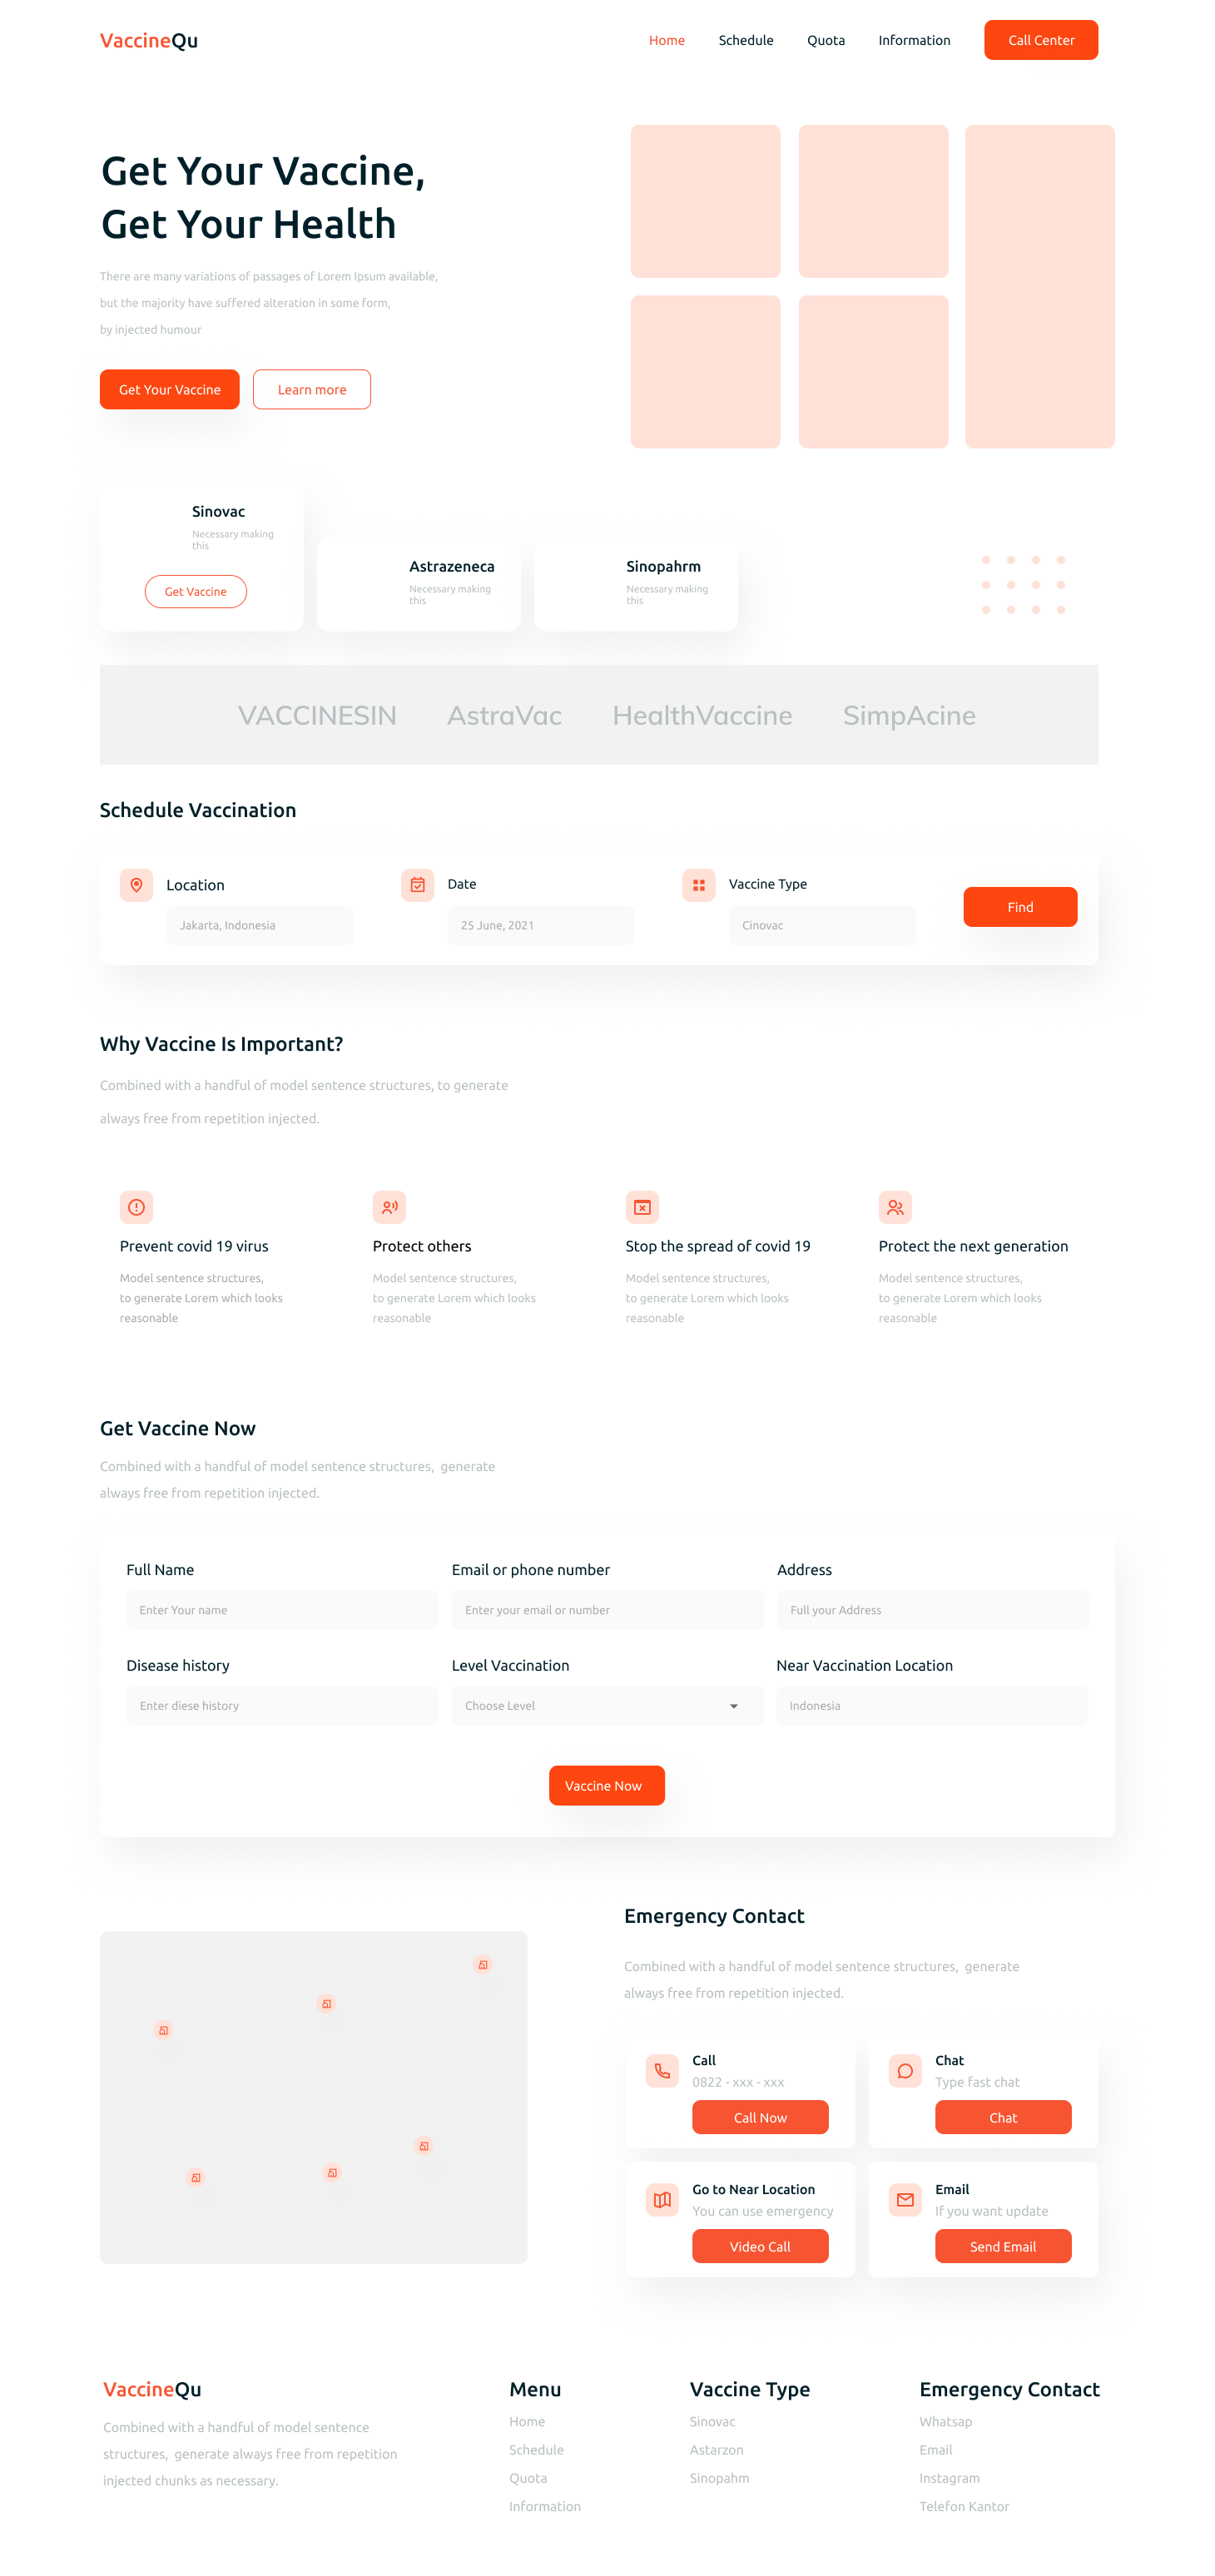 VaccineQu
Home
Schedule
Quota
Information
Call Center
Get Your Vaccine,
Get Your Health
There are many variations of passages of Lorem Ipsum available,
but the majority have suffered alteration in some form,
by injected humour
Get Your Vaccine
Learn more
Sinovac
Necessary making
this
Get Vaccine
Astrazeneca
Necessary making
this
Sinopahrm
Necessary making
this
VACCINESIN
AstraVac
HealthVaccine
SimpAcine
Schedule Vaccination
Location
Jakarta, Indonesia
Date
25 June, 2021
Vaccine Type
Cinovac
Find
Why Vaccine Is Important?
Combined with a handful of model sentence structures, to generate
always free from repetition injected.
Prevent covid 19 virus
Model sentence structures,
to generate Lorem which looks
reasonable
Protect others
Model sentence structures,
to generate Lorem which looks
reasonable
Stop the spread of covid 19
Model sentence structures,
to generate Lorem which looks
reasonable
Protect the next generation
Model sentence structures,
to generate Lorem which looks
reasonable
Get Vaccine Now
Combined with a handful of model sentence structures, generate
always free from repetition injected.
Full Name
Enter Your name
Email or phone number
Enter your email or number
Address
Full your Address
Disease history
Enter diese history
Level Vaccination
Choose Level
Near Vaccination Location
Indonesia
Vaccine Now
Emergency Contact
Combined with a handful of model sentence structures, generate
always free from repetition injected.
Call
0822 - xxx - xxx
Call Now
Chat
Type fast chat
Chat
Go to Near Location
You can use emergency
Video Call
Email
If you want update
Send Email
VaccineQu
Combined with a handful of model sentence
structures, generate always free from repetition
injected chunks as necessary.
Menu
Home
Schedule
Quota
Information
Vaccine Type
Sinovac
Astarzon
Sinopahm
Emergency Contact
Whatsap
Email
Instagram
Telefon Kantor